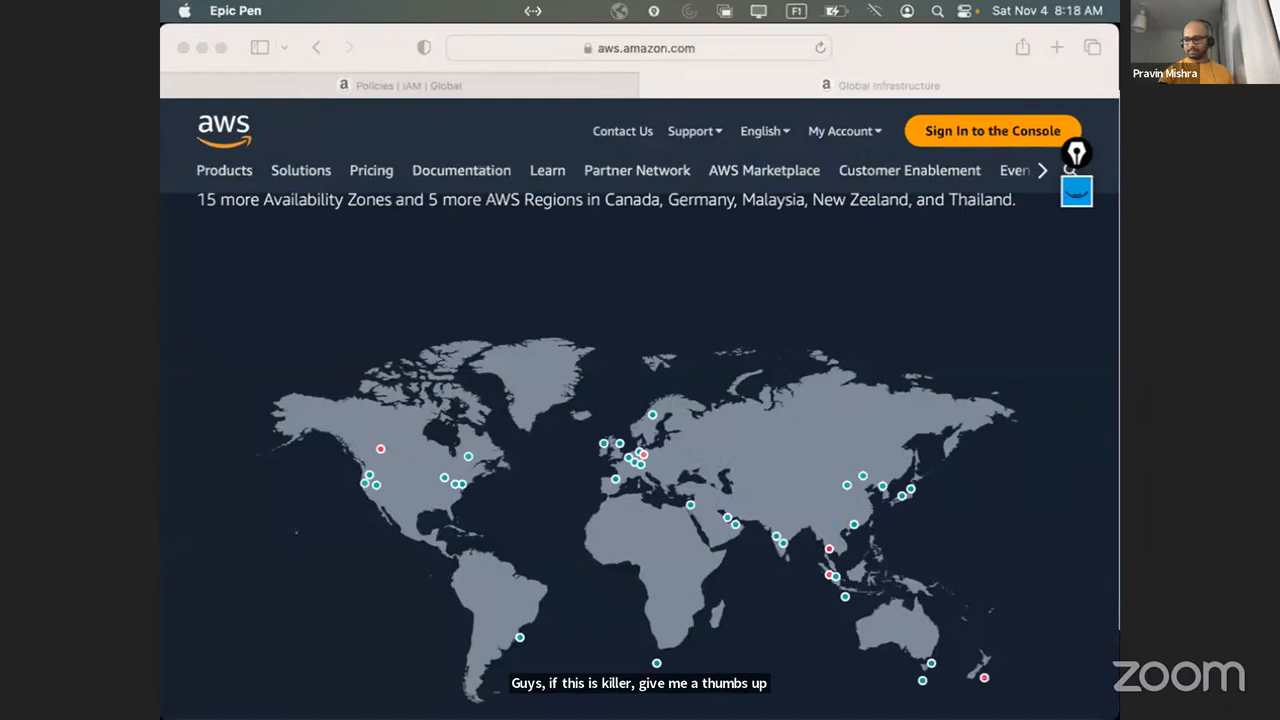 Epic Pen
Sat Nov 4 8:18 AM
aws.amazon.com
Policies | IAM | Global
Global Infrastructure
Pravin Mishra
aws
Contact Us
Support
English
My Account
Sign In to the Console
Products
Solutions
Pricing
Documentation
Learn
Partner Network
AWS Marketplace
Customer Enablement
Even
15 more Availability Zones and 5 more AWS Regions in Canada, Germany, Malaysia, New Zealand, and Thailand.
Guys, if this is killer, give me a thumbs up
zoom